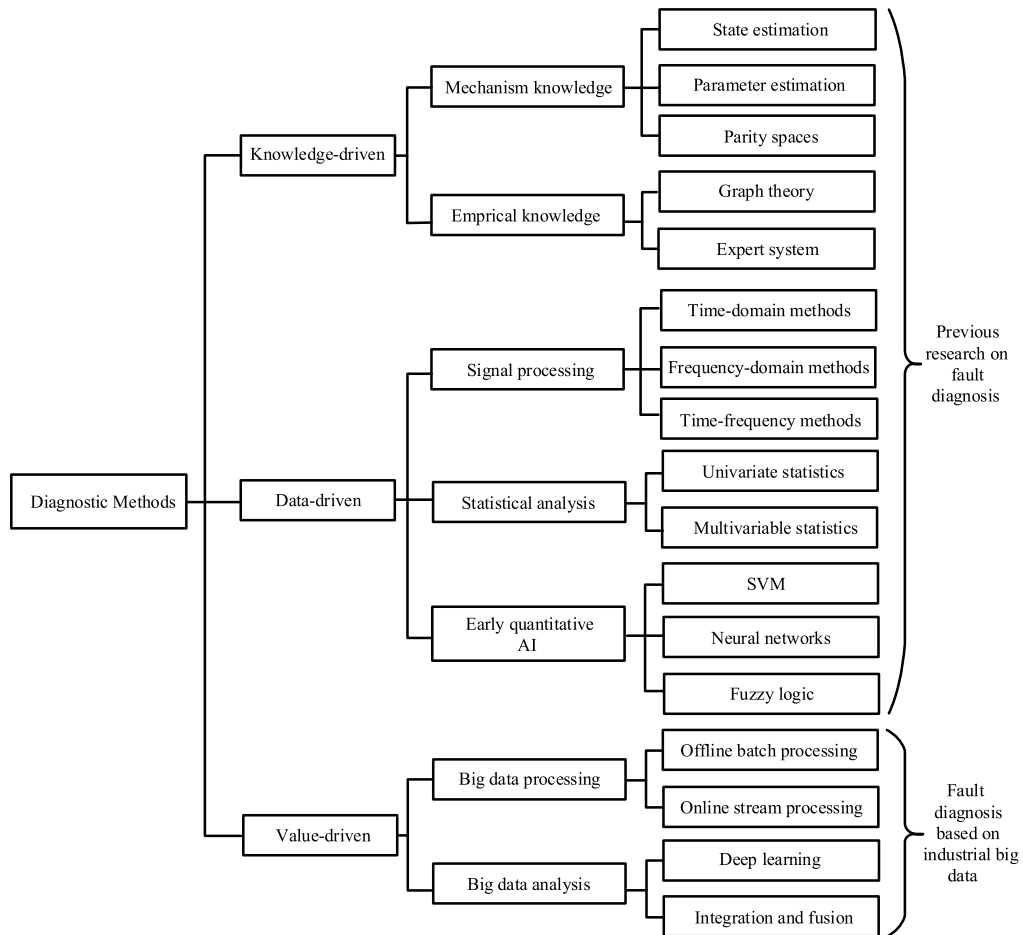 State estimation
Mechanism knowledge
Parameter estimation
Parity spaces
Knowledge-driven
Graph theory
Emprical knowledge
Expert system
Time-domain methods
Signal processing
Frequency-domain methods
Time-frequency methods
Previous
research on
fault
diagnosis
Diagnostic Methods
Data-driven
Univariate statistics
Statistical analysis
Multivariable statistics
SVM
Early quantitative
AI
Neural networks
Fuzzy logic
Offline batch processing
Big data processing
Online stream processing
Value-driven
Deep learning
Big data analysis
Integration and fusion
Fault
diagnosis
based on
industrial big
data